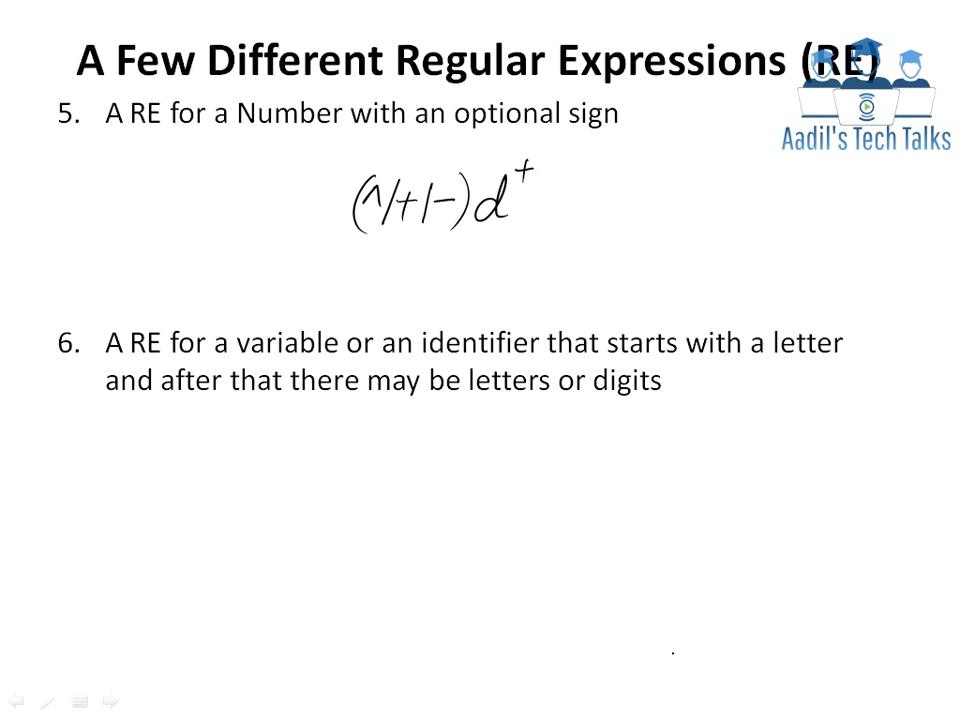 A Few Different Regular Expressions (RE)
Aadil's Tech Talks
5. A RE for a Number with an optional sign
(^/+/-)d⁺
6. A RE for a variable or an identifier that starts with a letter
and after that there may be letters or digits